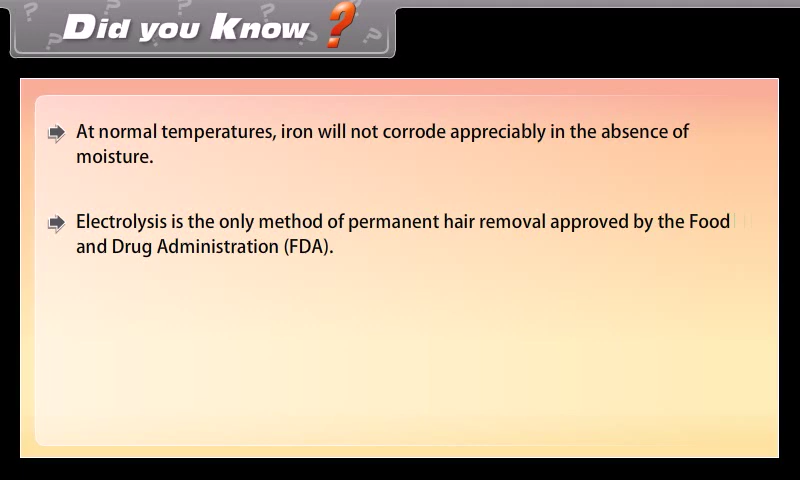 Did you Know ?
At normal temperatures, iron will not corrode appreciably in the absence of
moisture.
Electrolysis is the only method of permanent hair removal approved by the Food
and Drug Administration (FDA).